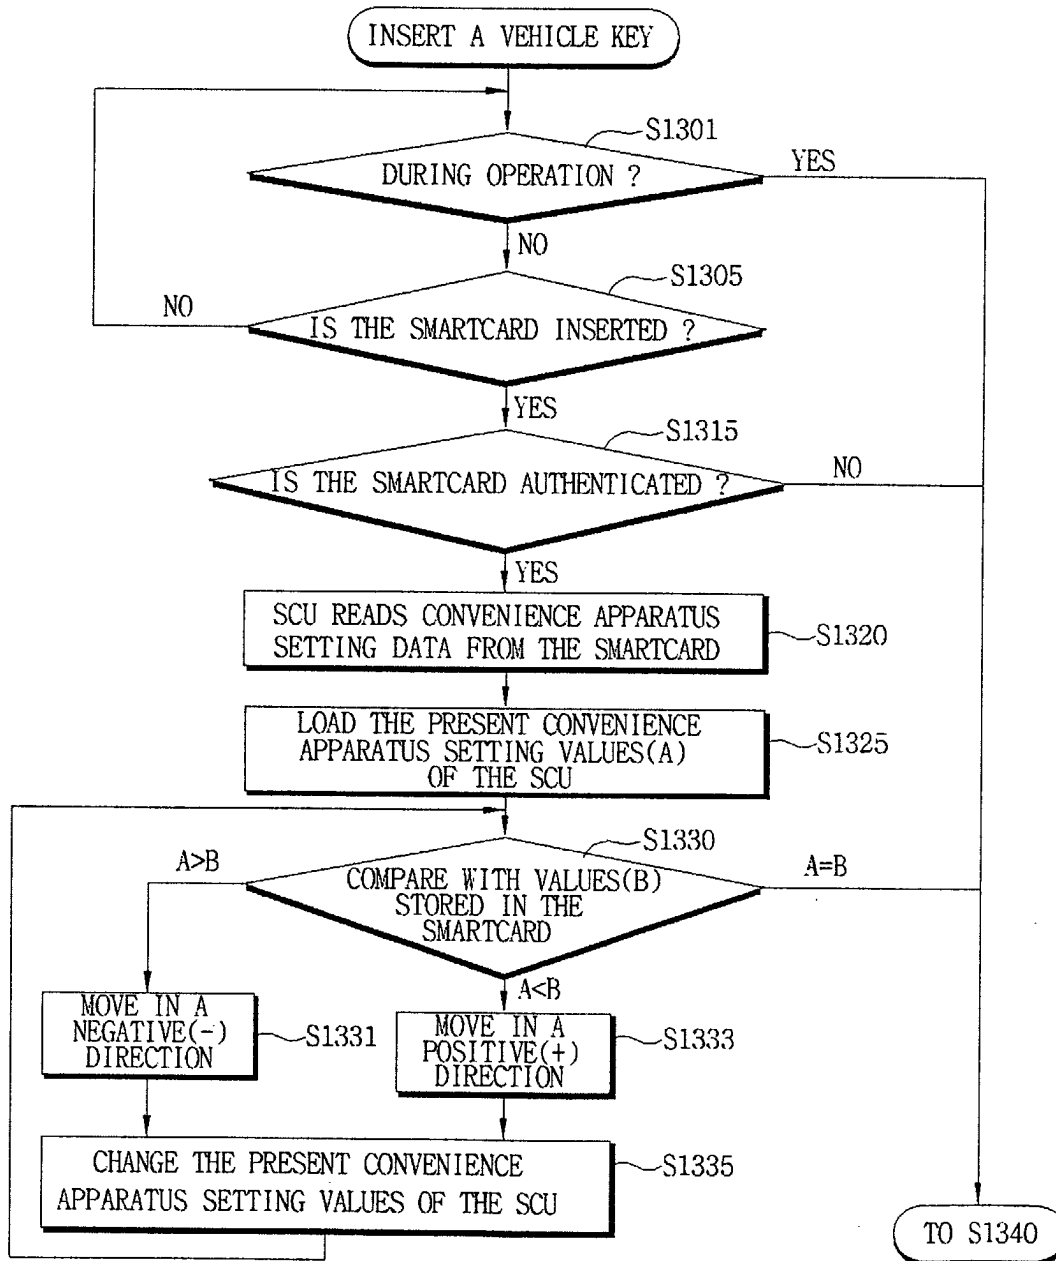 INSERT A VEHICLE KEY
S1301
DURING OPERATION ?
YES
NO
S1305
NO
IS THE SMARTCARD INSERTED ?
YES
S1315
IS THE SMARTCARD AUTHENTICATED ?
NO
YES
SCU READS CONVENIENCE APPARATUS
SETTING DATA FROM THE SMARTCARD
S1320
LOAD THE PRESENT CONVENIENCE
APPARATUS SETTING VALUES(A)
OF THE SCU
S1325
S1330
A>B
COMPARE WITH VALUES(B)
STORED IN THE
SMARTCARD
A=B
A<B
MOVE IN A
NEGATIVE(-)
DIRECTION
S1331
MOVE IN A
POSITIVE(+)
DIRECTION
S1333
CHANGE THE PRESENT CONVENIENCE
APPARATUS SETTING VALUES OF THE SCU
S1335
TO S1340